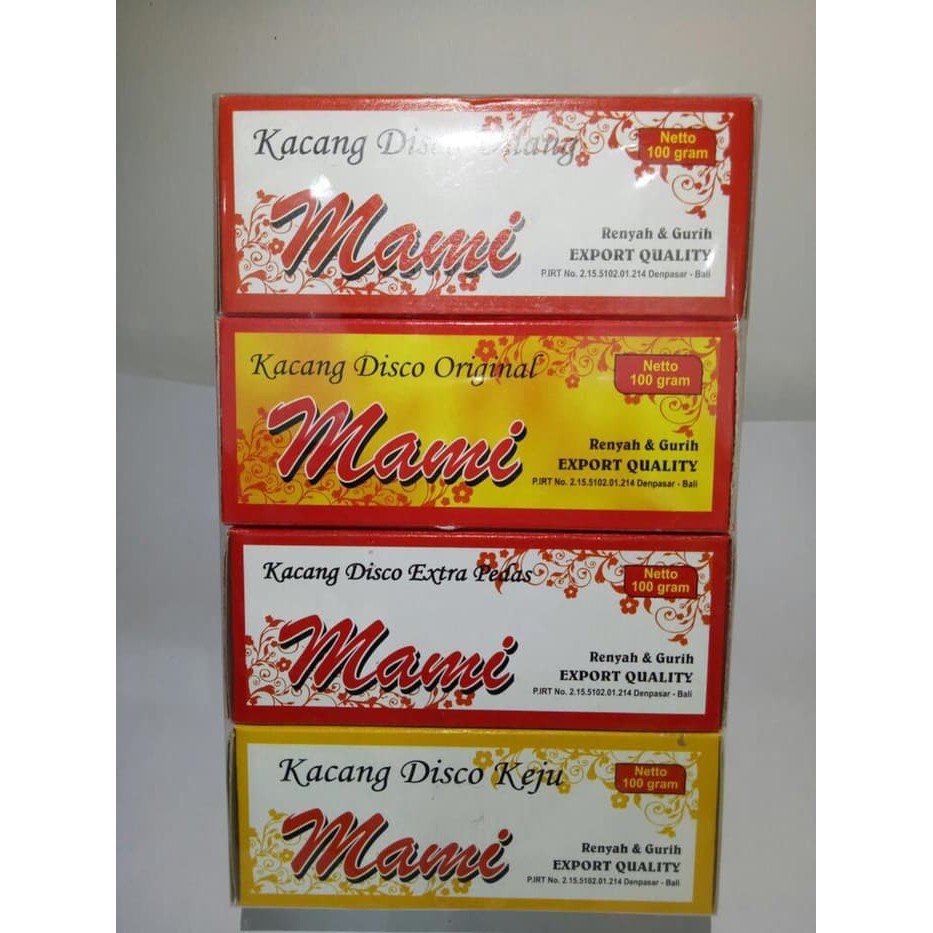 Kacang Disco
Netto
100 gram
Mami
Renyah & Gurih
EXPORT QUALITY
P.IRT No. 2.15.5102.01.214 Denpasar - Bali
Kacang Disco Original
Netto
100 gram
Mami
Renyah & Gurih
EXPORT QUALITY
P.IRT No. 2.15.5102.01.214 Denpasar - Bali
Kacang Disco Extra Pedas
Netto
100 gram
Mami
Renyah & Gurih
EXPORT QUALITY
P.IRT No. 2.15.5102.01.214 Denpasar - Bali
Kacang Disco Keju
Netto
100 gram
Mami
Renyah & Gurih
EXPORT QUALITY
P.IRT No. 2.15.5102.01.214 Denpasar - Bali